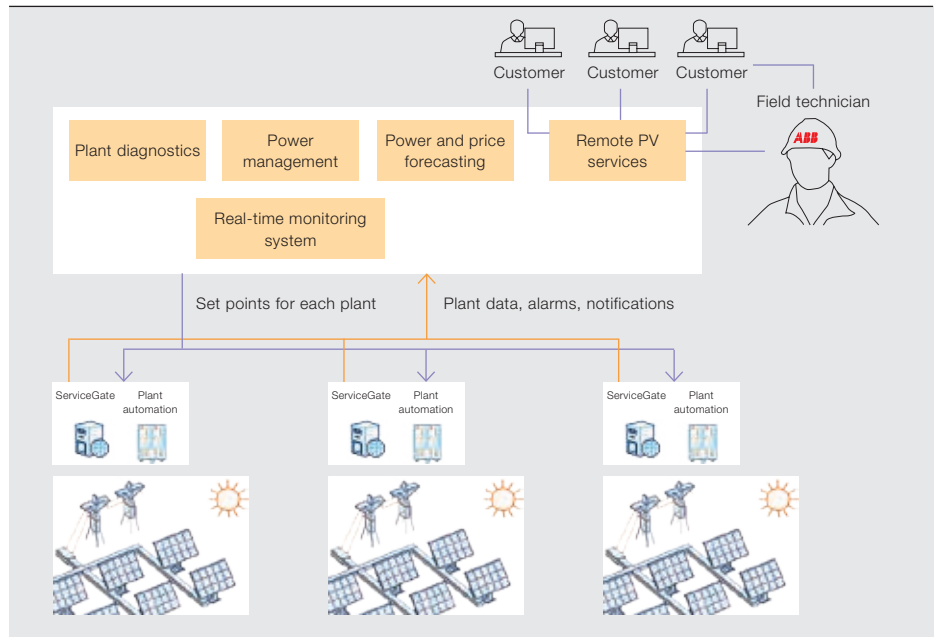 Customer
Customer
Customer
Field technician
ABB
Plant diagnostics
Power
management
Power and price
forecasting
Remote PV
services
Real-time monitoring
system
Set points for each plant
Plant data, alarms, notifications
ServiceGate
Plant
automation
ServiceGate
Plant
automation
ServiceGate
Plant
automation